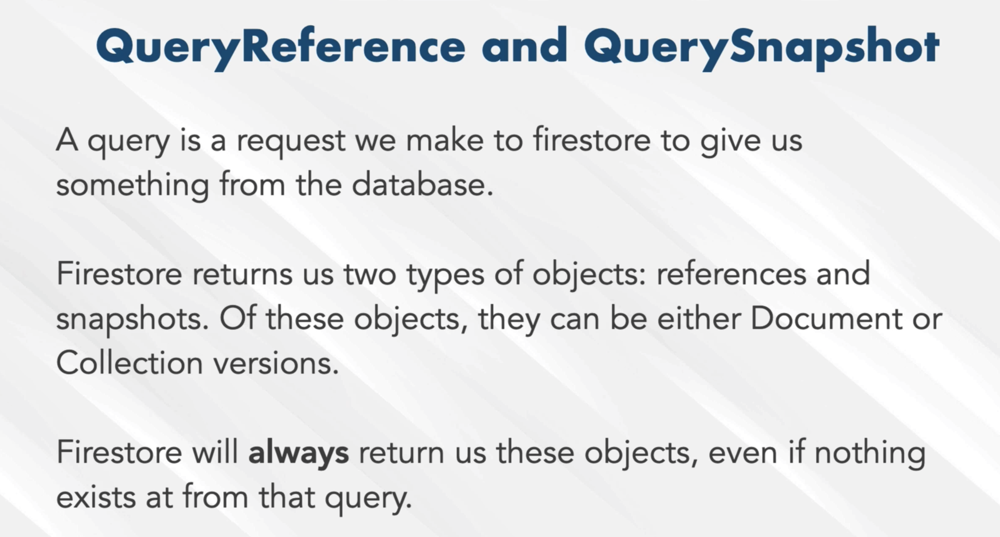 QueryReference and QuerySnapshot
A query is a request we make to firestore to give us
something from the database.
Firestore returns us two types of objects: references and
snapshots. Of these objects, they can be either Document or
Collection versions.
Firestore will always return us these objects, even if nothing
exists at from that query.